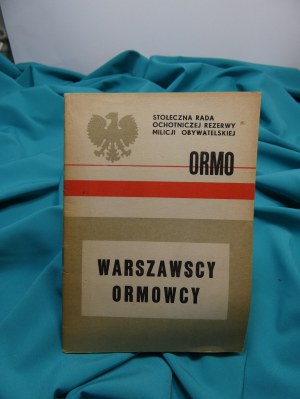 STOŁECZNA RADA
OCHOTNICZEJ REZERWY
MILICJI OBYWATELSKIEJ
ORMO
WARSZAWSCY
ORMOWCY